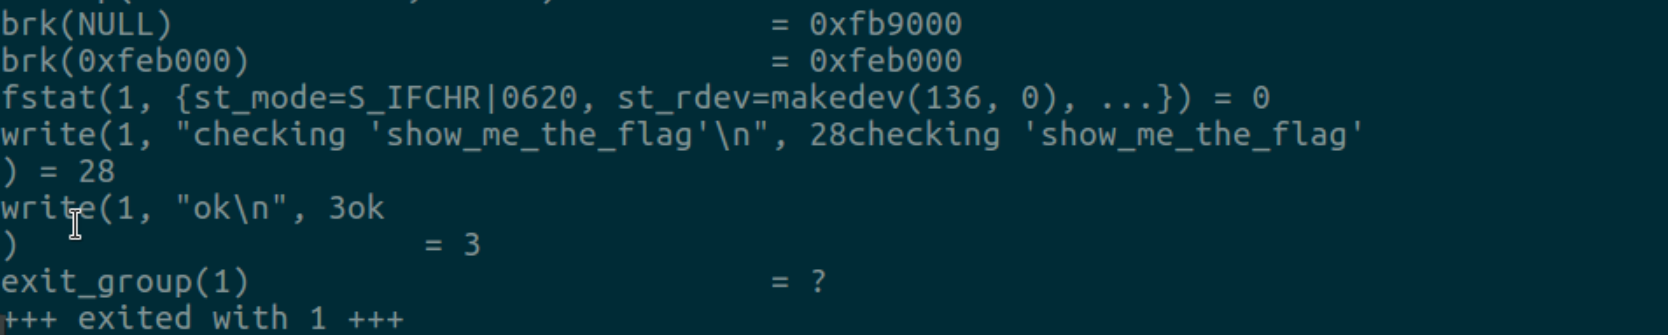 brk(NULL) = 0xfb9000
brk(0xfeb000) = 0xfeb000
fstat(1, {st_mode=S_IFCHR|0620, st_rdev=makedev(136, 0), ...}) = 0
write(1, "checking 'show_me_the_flag'\n", 28checking 'show_me_the_flag'
) = 28
write(1, "ok\n", 3ok
) = 3
exit_group(1) = ?
+++ exited with 1 +++